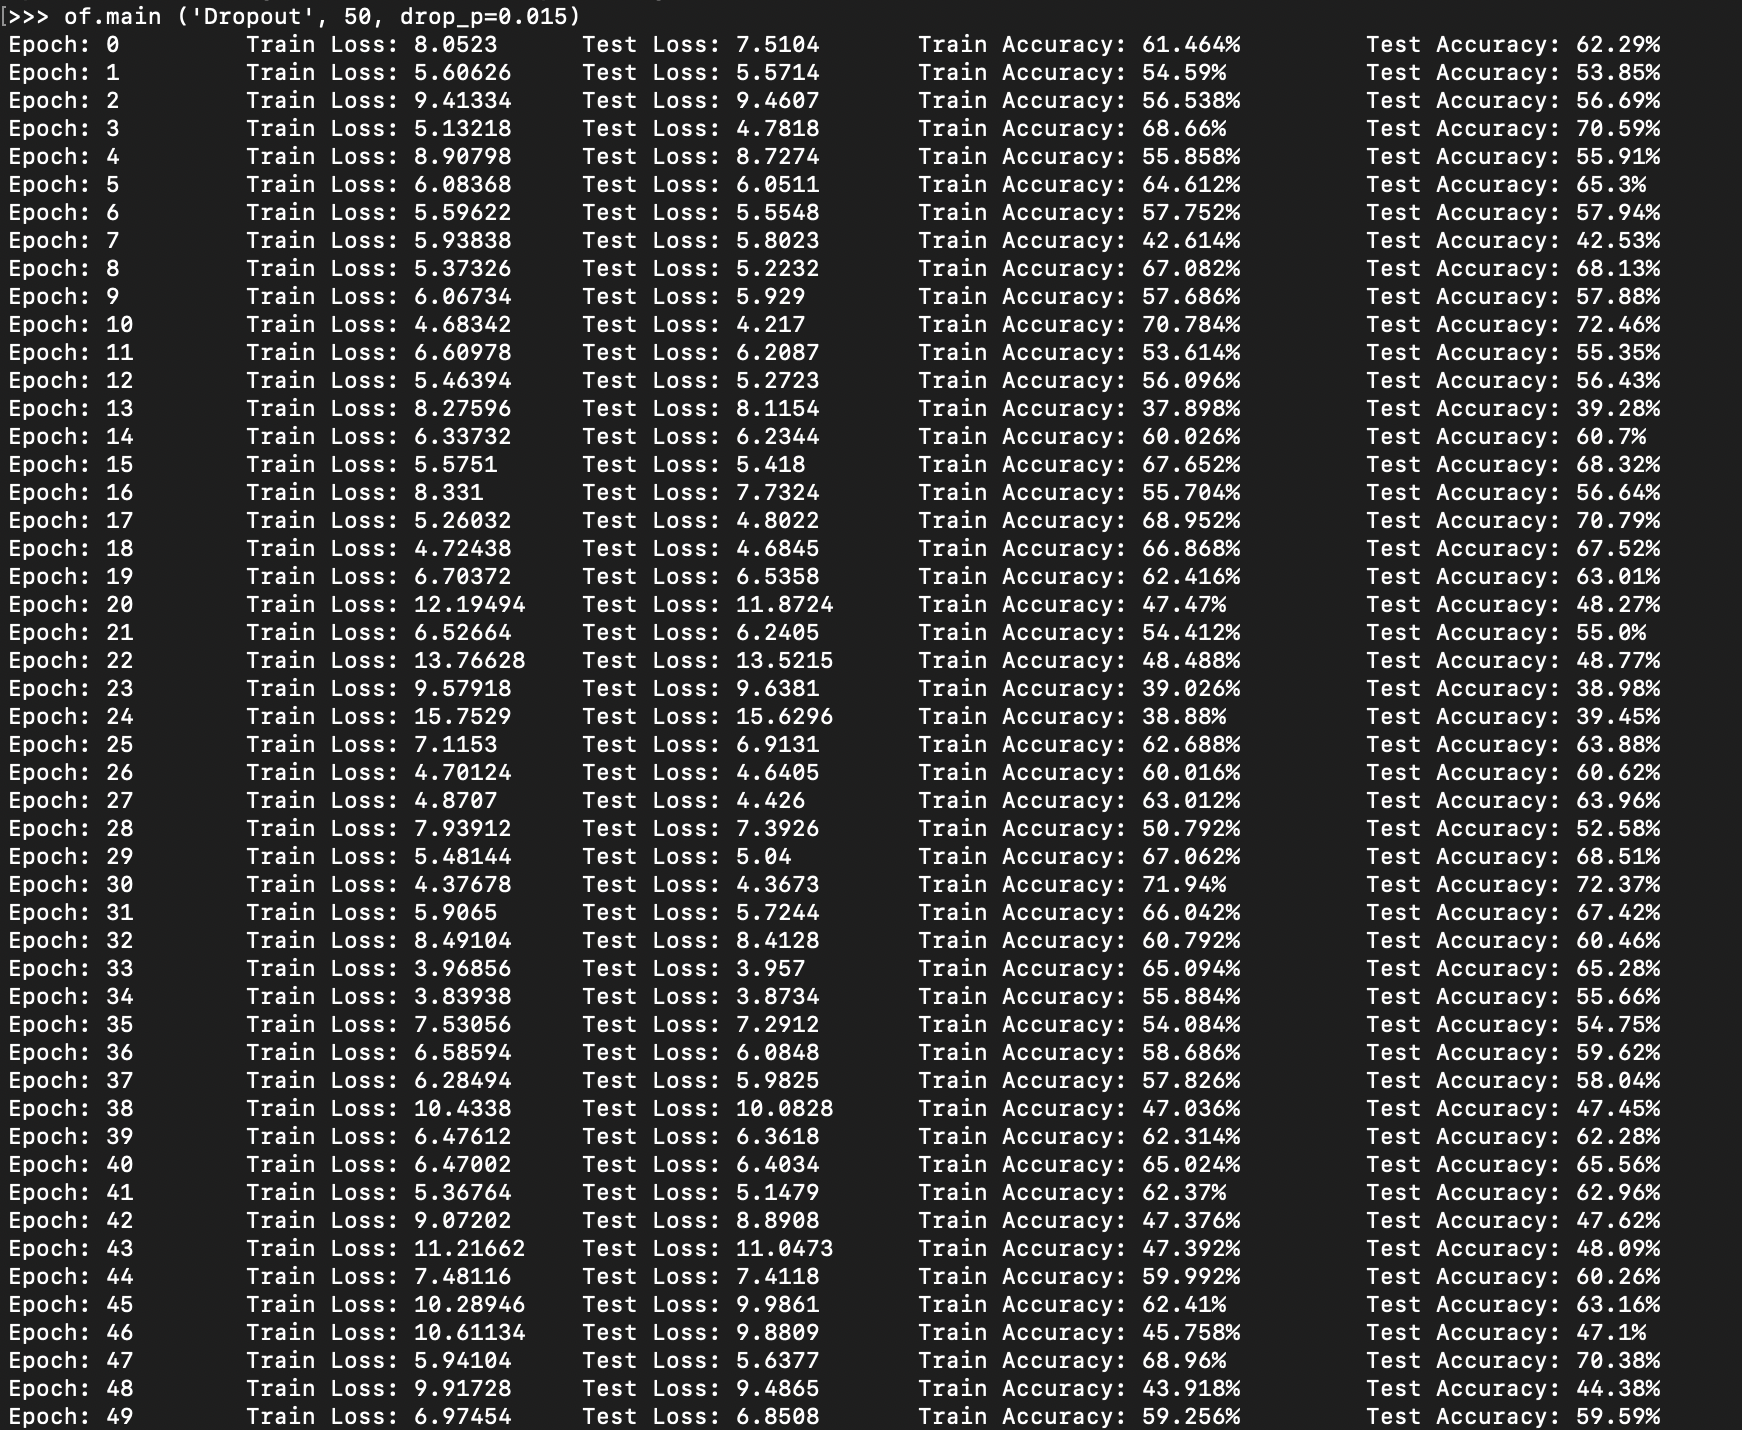 [>>> of.main ('Dropout', 50, drop_p=0.015)
Epoch: 0 Train Loss: 8.0523 Test Loss: 7.5104 Train Accuracy: 61.464% Test Accuracy: 62.29%
Epoch: 1 Train Loss: 5.60626 Test Loss: 5.5714 Train Accuracy: 54.59% Test Accuracy: 53.85%
Epoch: 2 Train Loss: 9.41334 Test Loss: 9.4607 Train Accuracy: 56.538% Test Accuracy: 56.69%
Epoch: 3 Train Loss: 5.13218 Test Loss: 4.7818 Train Accuracy: 68.66% Test Accuracy: 70.59%
Epoch: 4 Train Loss: 8.90798 Test Loss: 8.7274 Train Accuracy: 55.858% Test Accuracy: 55.91%
Epoch: 5 Train Loss: 6.08368 Test Loss: 6.0511 Train Accuracy: 64.612% Test Accuracy: 65.3%
Epoch: 6 Train Loss: 5.59622 Test Loss: 5.5548 Train Accuracy: 57.752% Test Accuracy: 57.94%
Epoch: 7 Train Loss: 5.93838 Test Loss: 5.8023 Train Accuracy: 42.614% Test Accuracy: 42.53%
Epoch: 8 Train Loss: 5.37326 Test Loss: 5.2232 Train Accuracy: 67.082% Test Accuracy: 68.13%
Epoch: 9 Train Loss: 6.06734 Test Loss: 5.929 Train Accuracy: 57.686% Test Accuracy: 57.88%
Epoch: 10 Train Loss: 4.68342 Test Loss: 4.217 Train Accuracy: 70.784% Test Accuracy: 72.46%
Epoch: 11 Train Loss: 6.60978 Test Loss: 6.2087 Train Accuracy: 53.614% Test Accuracy: 55.35%
Epoch: 12 Train Loss: 5.46394 Test Loss: 5.2723 Train Accuracy: 56.096% Test Accuracy: 56.43%
Epoch: 13 Train Loss: 8.27596 Test Loss: 8.1154 Train Accuracy: 37.898% Test Accuracy: 39.28%
Epoch: 14 Train Loss: 6.33732 Test Loss: 6.2344 Train Accuracy: 60.026% Test Accuracy: 60.7%
Epoch: 15 Train Loss: 5.5751 Test Loss: 5.418 Train Accuracy: 67.652% Test Accuracy: 68.32%
Epoch: 16 Train Loss: 8.331 Test Loss: 7.7324 Train Accuracy: 55.704% Test Accuracy: 56.64%
Epoch: 17 Train Loss: 5.26032 Test Loss: 4.8022 Train Accuracy: 68.952% Test Accuracy: 70.79%
Epoch: 18 Train Loss: 4.72438 Test Loss: 4.6845 Train Accuracy: 66.868% Test Accuracy: 67.52%
Epoch: 19 Train Loss: 6.70372 Test Loss: 6.5358 Train Accuracy: 62.416% Test Accuracy: 63.01%
Epoch: 20 Train Loss: 12.19494 Test Loss: 11.8724 Train Accuracy: 47.47% Test Accuracy: 48.27%
Epoch: 21 Train Loss: 6.52664 Test Loss: 6.2405 Train Accuracy: 54.412% Test Accuracy: 55.0%
Epoch: 22 Train Loss: 13.76628 Test Loss: 13.5215 Train Accuracy: 48.488% Test Accuracy: 48.77%
Epoch: 23 Train Loss: 9.57918 Test Loss: 9.6381 Train Accuracy: 39.026% Test Accuracy: 38.98%
Epoch: 24 Train Loss: 15.7529 Test Loss: 15.6296 Train Accuracy: 38.88% Test Accuracy: 39.45%
Epoch: 25 Train Loss: 7.1153 Test Loss: 6.9131 Train Accuracy: 62.688% Test Accuracy: 63.88%
Epoch: 26 Train Loss: 4.70124 Test Loss: 4.6405 Train Accuracy: 60.016% Test Accuracy: 60.62%
Epoch: 27 Train Loss: 4.8707 Test Loss: 4.426 Train Accuracy: 63.012% Test Accuracy: 63.96%
Epoch: 28 Train Loss: 7.93912 Test Loss: 7.3926 Train Accuracy: 50.792% Test Accuracy: 52.58%
Epoch: 29 Train Loss: 5.48144 Test Loss: 5.04 Train Accuracy: 67.062% Test Accuracy: 68.51%
Epoch: 30 Train Loss: 4.37678 Test Loss: 4.3673 Train Accuracy: 71.94% Test Accuracy: 72.37%
Epoch: 31 Train Loss: 5.9065 Test Loss: 5.7244 Train Accuracy: 66.042% Test Accuracy: 67.42%
Epoch: 32 Train Loss: 8.49104 Test Loss: 8.4128 Train Accuracy: 60.792% Test Accuracy: 60.46%
Epoch: 33 Train Loss: 3.96856 Test Loss: 3.957 Train Accuracy: 65.094% Test Accuracy: 65.28%
Epoch: 34 Train Loss: 3.83938 Test Loss: 3.8734 Train Accuracy: 55.884% Test Accuracy: 55.66%
Epoch: 35 Train Loss: 7.53056 Test Loss: 7.2912 Train Accuracy: 54.084% Test Accuracy: 54.75%
Epoch: 36 Train Loss: 6.58594 Test Loss: 6.0848 Train Accuracy: 58.686% Test Accuracy: 59.62%
Epoch: 37 Train Loss: 6.28494 Test Loss: 5.9825 Train Accuracy: 57.826% Test Accuracy: 58.04%
Epoch: 38 Train Loss: 10.4338 Test Loss: 10.0828 Train Accuracy: 47.036% Test Accuracy: 47.45%
Epoch: 39 Train Loss: 6.47612 Test Loss: 6.3618 Train Accuracy: 62.314% Test Accuracy: 62.28%
Epoch: 40 Train Loss: 6.47002 Test Loss: 6.4034 Train Accuracy: 65.024% Test Accuracy: 65.56%
Epoch: 41 Train Loss: 5.36764 Test Loss: 5.1479 Train Accuracy: 62.37% Test Accuracy: 62.96%
Epoch: 42 Train Loss: 9.07202 Test Loss: 8.8908 Train Accuracy: 47.376% Test Accuracy: 47.62%
Epoch: 43 Train Loss: 11.21662 Test Loss: 11.0473 Train Accuracy: 47.392% Test Accuracy: 48.09%
Epoch: 44 Train Loss: 7.48116 Test Loss: 7.4118 Train Accuracy: 59.992% Test Accuracy: 60.26%
Epoch: 45 Train Loss: 10.28946 Test Loss: 9.9861 Train Accuracy: 62.41% Test Accuracy: 63.16%
Epoch: 46 Train Loss: 10.61134 Test Loss: 9.8809 Train Accuracy: 45.758% Test Accuracy: 47.1%
Epoch: 47 Train Loss: 5.94104 Test Loss: 5.6377 Train Accuracy: 68.96% Test Accuracy: 70.38%
Epoch: 48 Train Loss: 9.91728 Test Loss: 9.4865 Train Accuracy: 43.918% Test Accuracy: 44.38%
Epoch: 49 Train Loss: 6.97454 Test Loss: 6.8508 Train Accuracy: 59.256% Test Accuracy: 59.59%